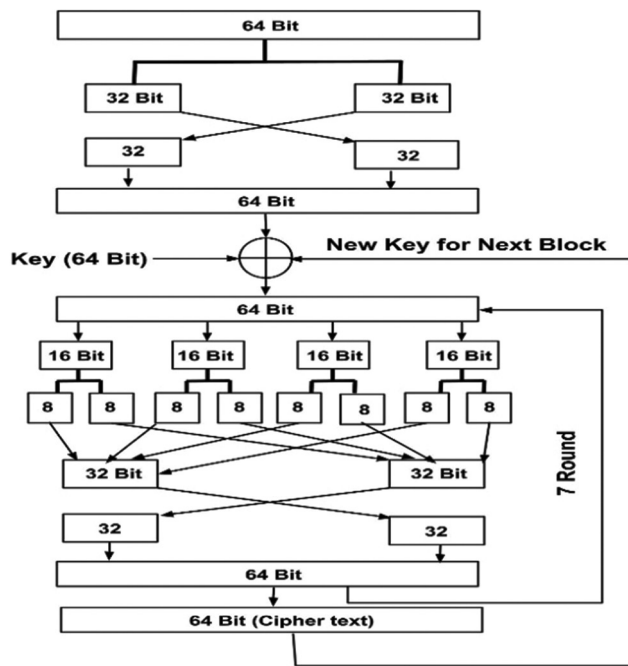 64 Bit
32 Bit 32 Bit
32 32
64 Bit
New Key for Next Block
Key (64 Bit)
64 Bit
16 Bit 16 Bit 16 Bit 16 Bit
8 8 8 8 8 8 8 8
32 Bit 32 Bit
7 Round
32 32
64 Bit
64 Bit (Cipher text)